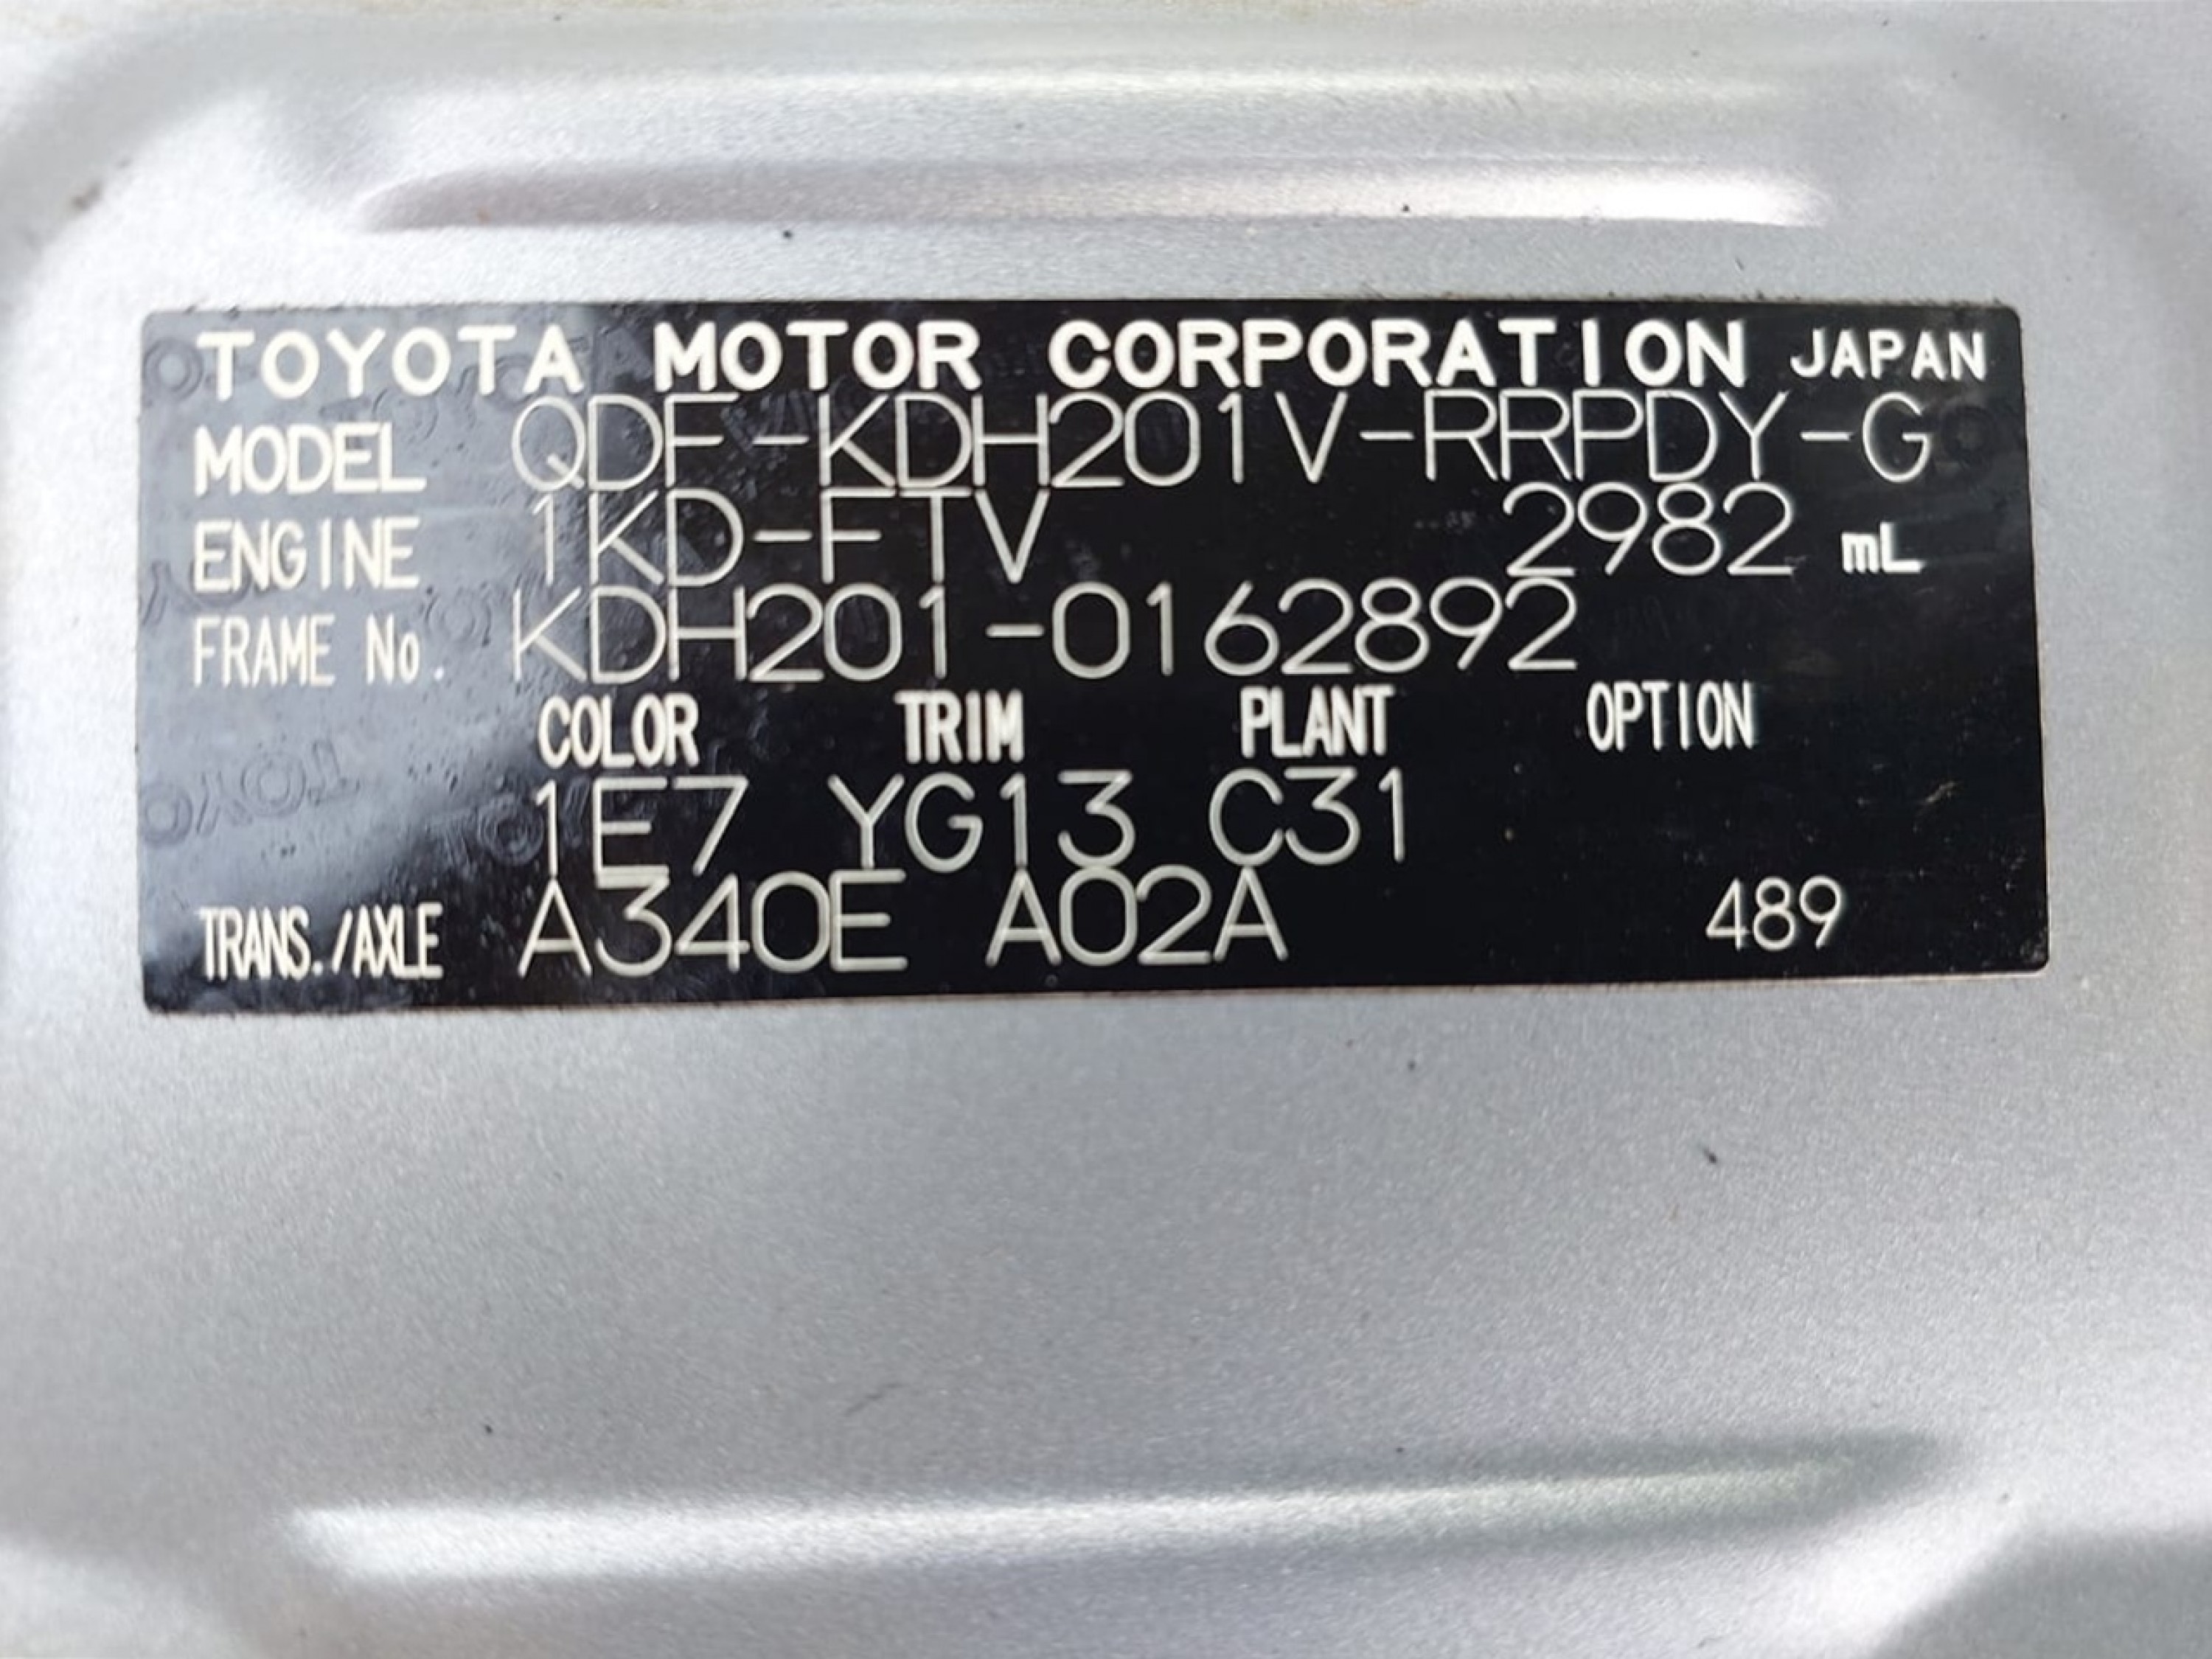 TOYOTA MOTOR CORPORATION JAPAN
MODEL QDF-KDH201V-RRPDY-G
ENGINE 1KD-FTV 2982 mL
FRAME No. KDH201-0162892
COLOR TRIM PLANT OPTION
1E7 YG13 C31
TRANS./AXLE A340E A02A 489